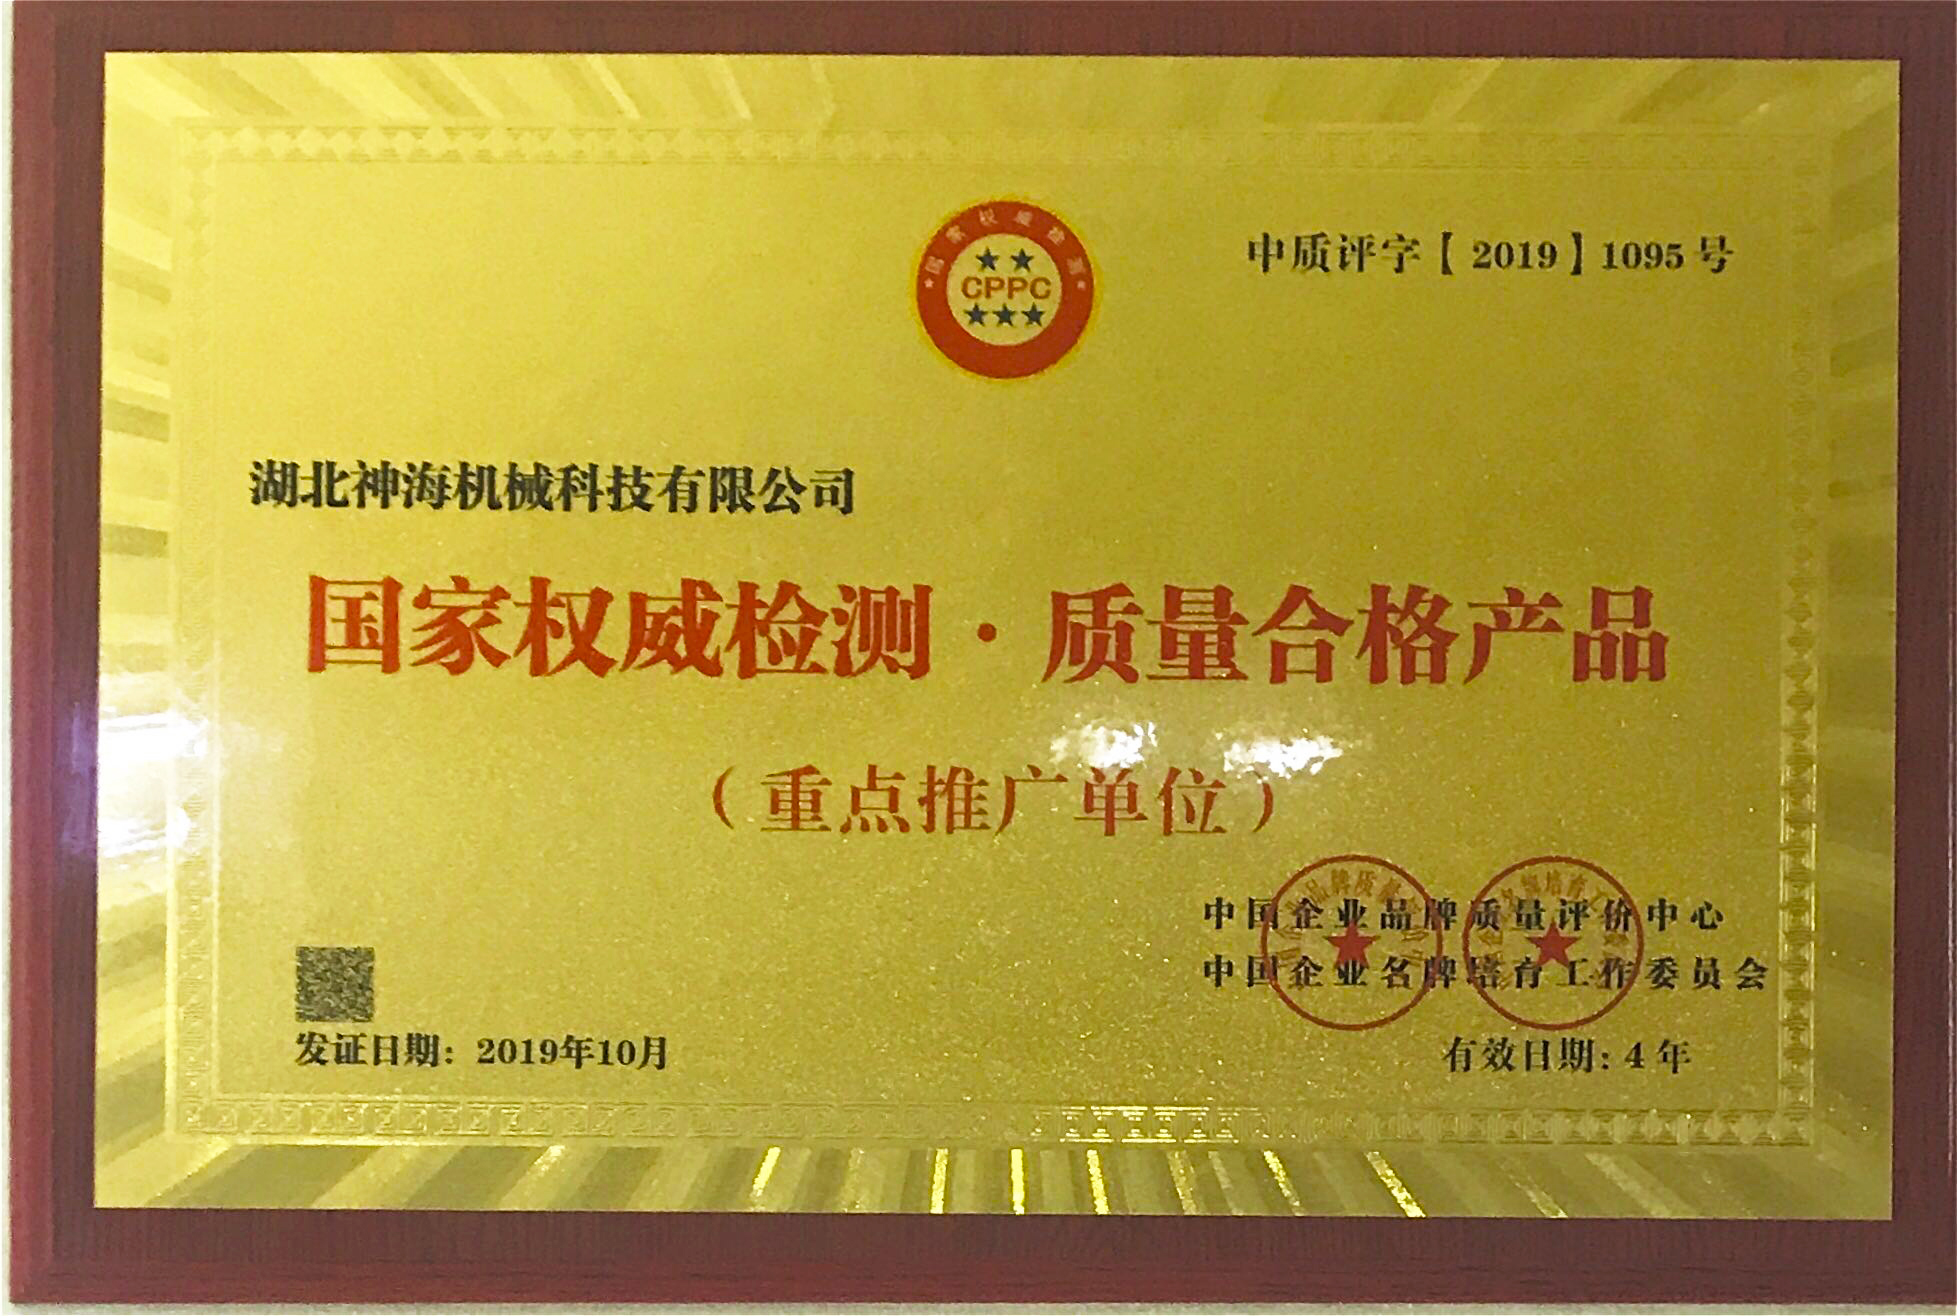 国家权威检测
CPPC
中质评字【2019】1095号
湖北神海机械科技有限公司
国家权威检测·质量合格产品
（重点推广单位）
中国企业品牌质量评价中心
中国企业名牌培育工作委员会
发证日期：2019年10月
有效日期：4年